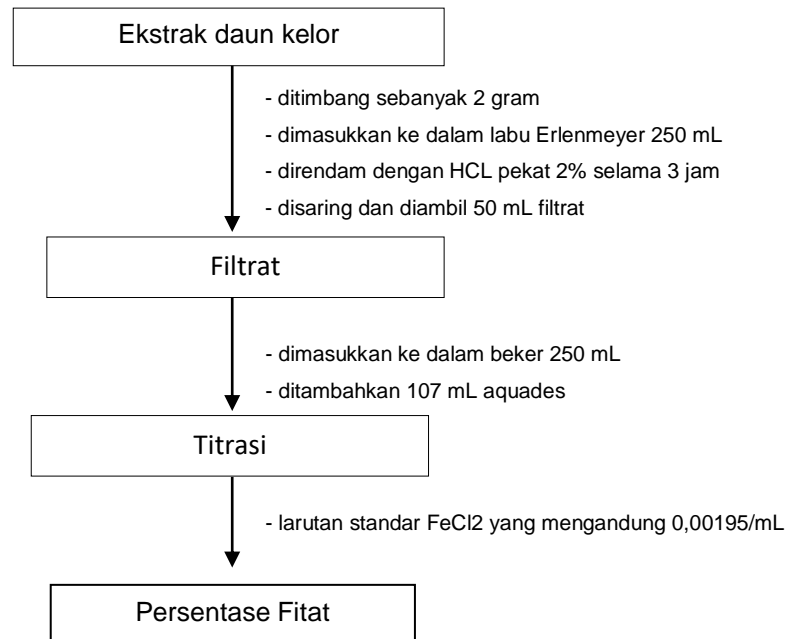 Ekstrak daun kelor
- ditimbang sebanyak 2 gram
- dimasukkan ke dalam labu Erlenmeyer 250 mL
- direndam dengan HCL pekat 2% selama 3 jam
- disaring dan diambil 50 mL filtrat
Filtrat
- dimasukkan ke dalam beker 250 mL
- ditambahkan 107 mL aquades
Titrasi
- larutan standar FeCl2 yang mengandung 0,00195/mL
Persentase Fitat